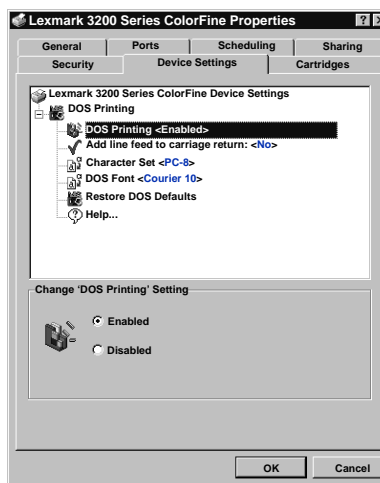 Lexmark 3200 Series ColorFine Properties
General Ports Scheduling Sharing
Security Device Settings Cartridges
Lexmark 3200 Series ColorFine Device Settings
DOS Printing
DOS Printing <Enabled>
Add line feed to carriage return: <No>
Character Set <PC-8>
DOS Font <Courier 10>
Restore DOS Defaults
Help...
Change ‘DOS Printing’ Setting
Enabled
Disabled
OK Cancel